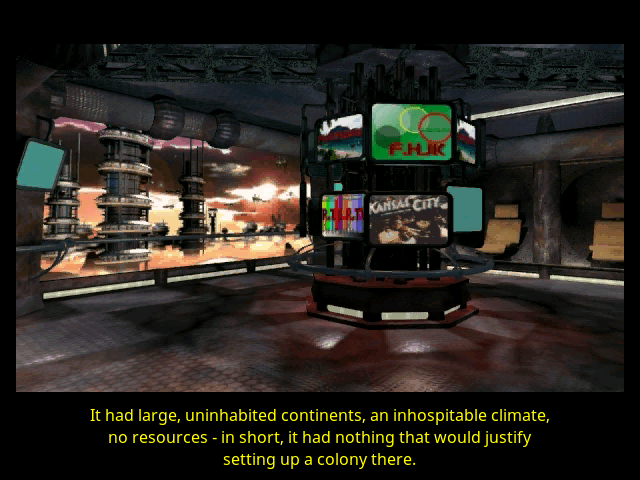 F.H.JK
KANSAS CITY
It had large, uninhabited continents, an inhospitable climate,
no resources - in short, it had nothing that would justify
setting up a colony there.